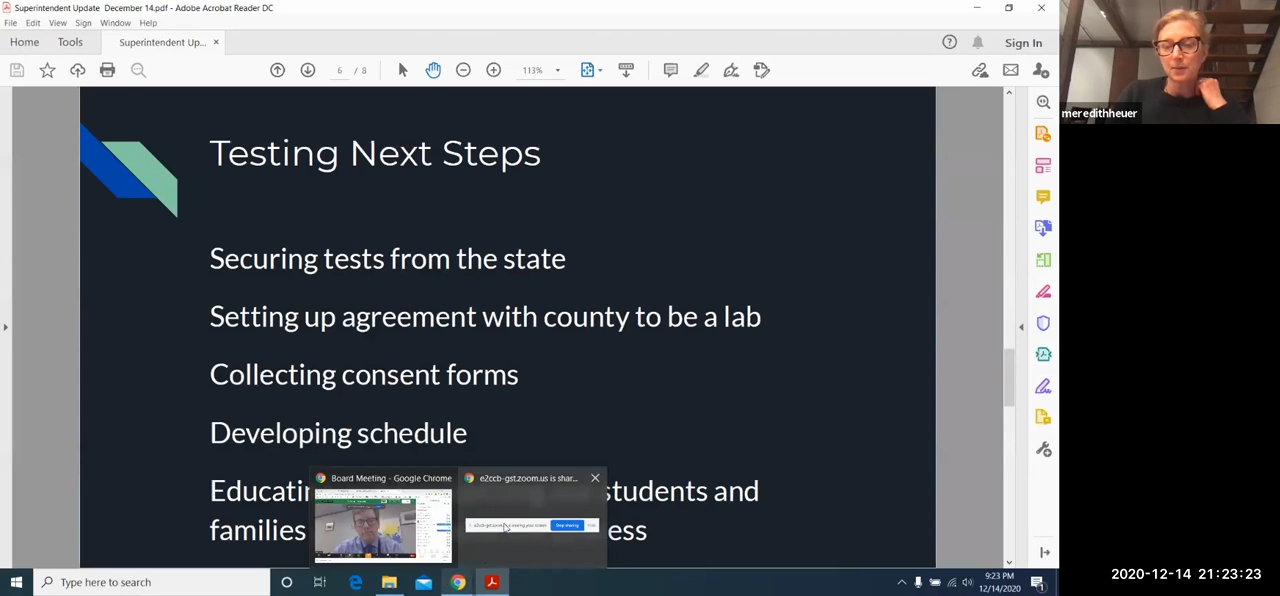 Superintendent Update December 14.pdf - Adobe Acrobat Reader DC
File Edit View Sign Window Help
Home Tools Superintendent Up... × Sign In
6 / 8 113%
meredithheuer
Testing Next Steps
Securing tests from the state
Setting up agreement with county to be a lab
Collecting consent forms
Developing schedule
Board Meeting - Google Chrome e2ccb-gst.zoom.us is shar...
Educati students and
Stop sharing
families ess
Type here to search
9:23 PM
12/14/2020
2020-12-14 21:23:23